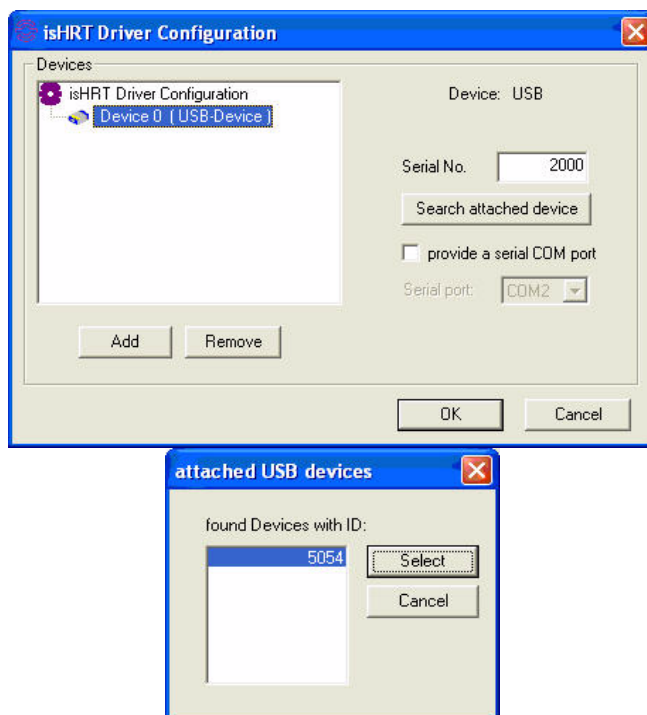 isHRT Driver Configuration
Devices
isHRT Driver Configuration
Device 0 ( USB-Device )
Device: USB
Serial No. 2000
Search attached device
provide a serial COM port
Serial port: COM2
Add Remove
OK Cancel
attached USB devices
found Devices with ID:
5054
Select
Cancel